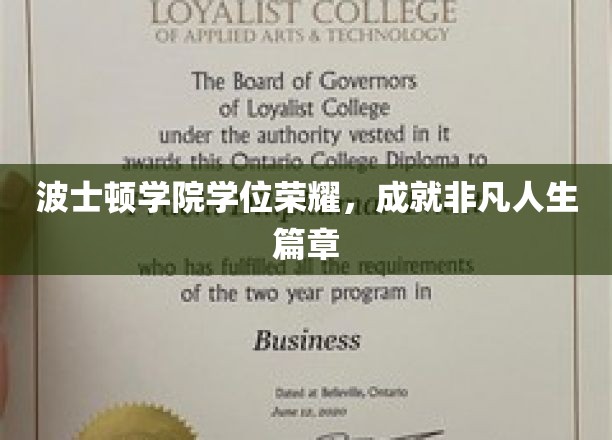 LOYALIST COLLEGE
OF APPLIED ARTS & TECHNOLOGY
The Board of Governors
of Loyalist College
under the authority vested in it
awards this Ontario College Diploma to
波士顿学院学位荣耀，成就非凡人生
篇章
who has fulfilled all the requirements
of the two year program in
Business
Dated at Belleville, Ontario
June 12, 2020